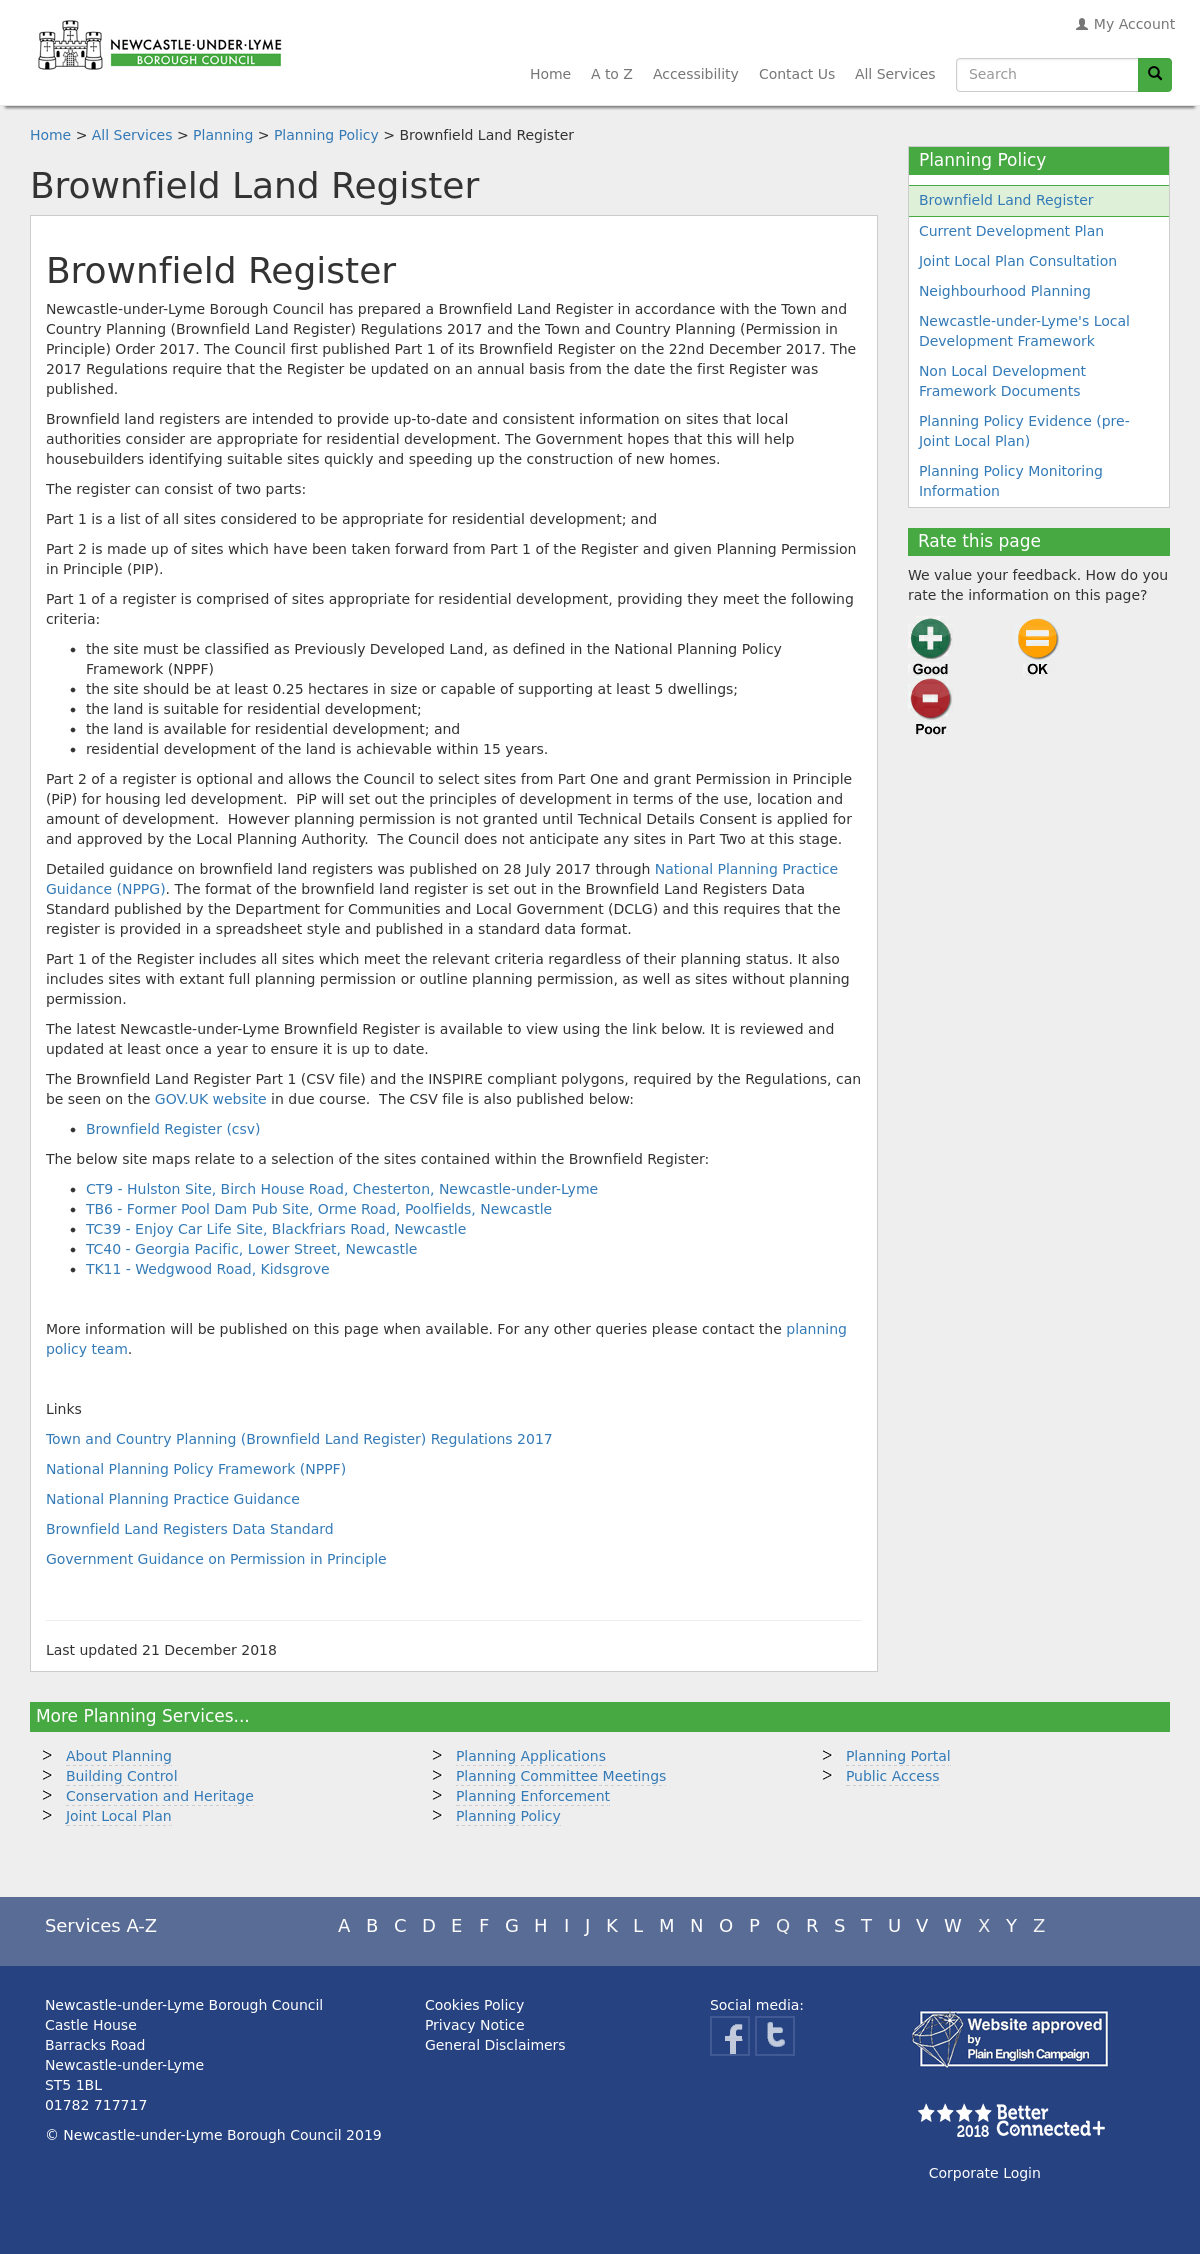 NEWCASTLE·UNDER·LYME
BOROUGH COUNCIL
My Account
Home
A to Z
Accessibility
Contact Us
All Services
Search
Home > All Services > Planning > Planning Policy > Brownfield Land Register
Brownfield Land Register
Brownfield Register
Newcastle-under-Lyme Borough Council has prepared a Brownfield Land Register in accordance with the Town and
Country Planning (Brownfield Land Register) Regulations 2017 and the Town and Country Planning (Permission in
Principle) Order 2017. The Council first published Part 1 of its Brownfield Register on the 22nd December 2017. The
2017 Regulations require that the Register be updated on an annual basis from the date the first Register was
published.
Brownfield land registers are intended to provide up-to-date and consistent information on sites that local
authorities consider are appropriate for residential development. The Government hopes that this will help
housebuilders identifying suitable sites quickly and speeding up the construction of new homes.
The register can consist of two parts:
Part 1 is a list of all sites considered to be appropriate for residential development; and
Part 2 is made up of sites which have been taken forward from Part 1 of the Register and given Planning Permission
in Principle (PIP).
Part 1 of a register is comprised of sites appropriate for residential development, providing they meet the following
criteria:
• the site must be classified as Previously Developed Land, as defined in the National Planning Policy
Framework (NPPF)
• the site should be at least 0.25 hectares in size or capable of supporting at least 5 dwellings;
• the land is suitable for residential development;
• the land is available for residential development; and
• residential development of the land is achievable within 15 years.
Part 2 of a register is optional and allows the Council to select sites from Part One and grant Permission in Principle
(PiP) for housing led development.  PiP will set out the principles of development in terms of the use, location and
amount of development.  However planning permission is not granted until Technical Details Consent is applied for
and approved by the Local Planning Authority.  The Council does not anticipate any sites in Part Two at this stage.
Detailed guidance on brownfield land registers was published on 28 July 2017 through National Planning Practice
Guidance (NPPG). The format of the brownfield land register is set out in the Brownfield Land Registers Data
Standard published by the Department for Communities and Local Government (DCLG) and this requires that the
register is provided in a spreadsheet style and published in a standard data format.
Part 1 of the Register includes all sites which meet the relevant criteria regardless of their planning status. It also
includes sites with extant full planning permission or outline planning permission, as well as sites without planning
permission.
The latest Newcastle-under-Lyme Brownfield Register is available to view using the link below. It is reviewed and
updated at least once a year to ensure it is up to date.
The Brownfield Land Register Part 1 (CSV file) and the INSPIRE compliant polygons, required by the Regulations, can
be seen on the GOV.UK website in due course.  The CSV file is also published below:
• Brownfield Register (csv)
The below site maps relate to a selection of the sites contained within the Brownfield Register:
• CT9 - Hulston Site, Birch House Road, Chesterton, Newcastle-under-Lyme
• TB6 - Former Pool Dam Pub Site, Orme Road, Poolfields, Newcastle
• TC39 - Enjoy Car Life Site, Blackfriars Road, Newcastle
• TC40 - Georgia Pacific, Lower Street, Newcastle
• TK11 - Wedgwood Road, Kidsgrove
More information will be published on this page when available. For any other queries please contact the planning
policy team.
Links
Town and Country Planning (Brownfield Land Register) Regulations 2017
National Planning Policy Framework (NPPF)
National Planning Practice Guidance
Brownfield Land Registers Data Standard
Government Guidance on Permission in Principle
Last updated 21 December 2018
Planning Policy
Brownfield Land Register
Current Development Plan
Joint Local Plan Consultation
Neighbourhood Planning
Newcastle-under-Lyme's Local
Development Framework
Non Local Development
Framework Documents
Planning Policy Evidence (pre-
Joint Local Plan)
Planning Policy Monitoring
Information
Rate this page
We value your feedback. How do you
rate the information on this page?
Good
OK
Poor
More Planning Services...
> About Planning
> Building Control
> Conservation and Heritage
> Joint Local Plan
> Planning Applications
> Planning Committee Meetings
> Planning Enforcement
> Planning Policy
> Planning Portal
> Public Access
Services A-Z
A B C D E F G H I J K L M N O P Q R S T U V W X Y Z
Newcastle-under-Lyme Borough Council
Castle House
Barracks Road
Newcastle-under-Lyme
ST5 1BL
01782 717717
© Newcastle-under-Lyme Borough Council 2019
Cookies Policy
Privacy Notice
General Disclaimers
Social media:
f
t
Website approved
by
Plain English Campaign
Better
2018 Connected+
Corporate Login